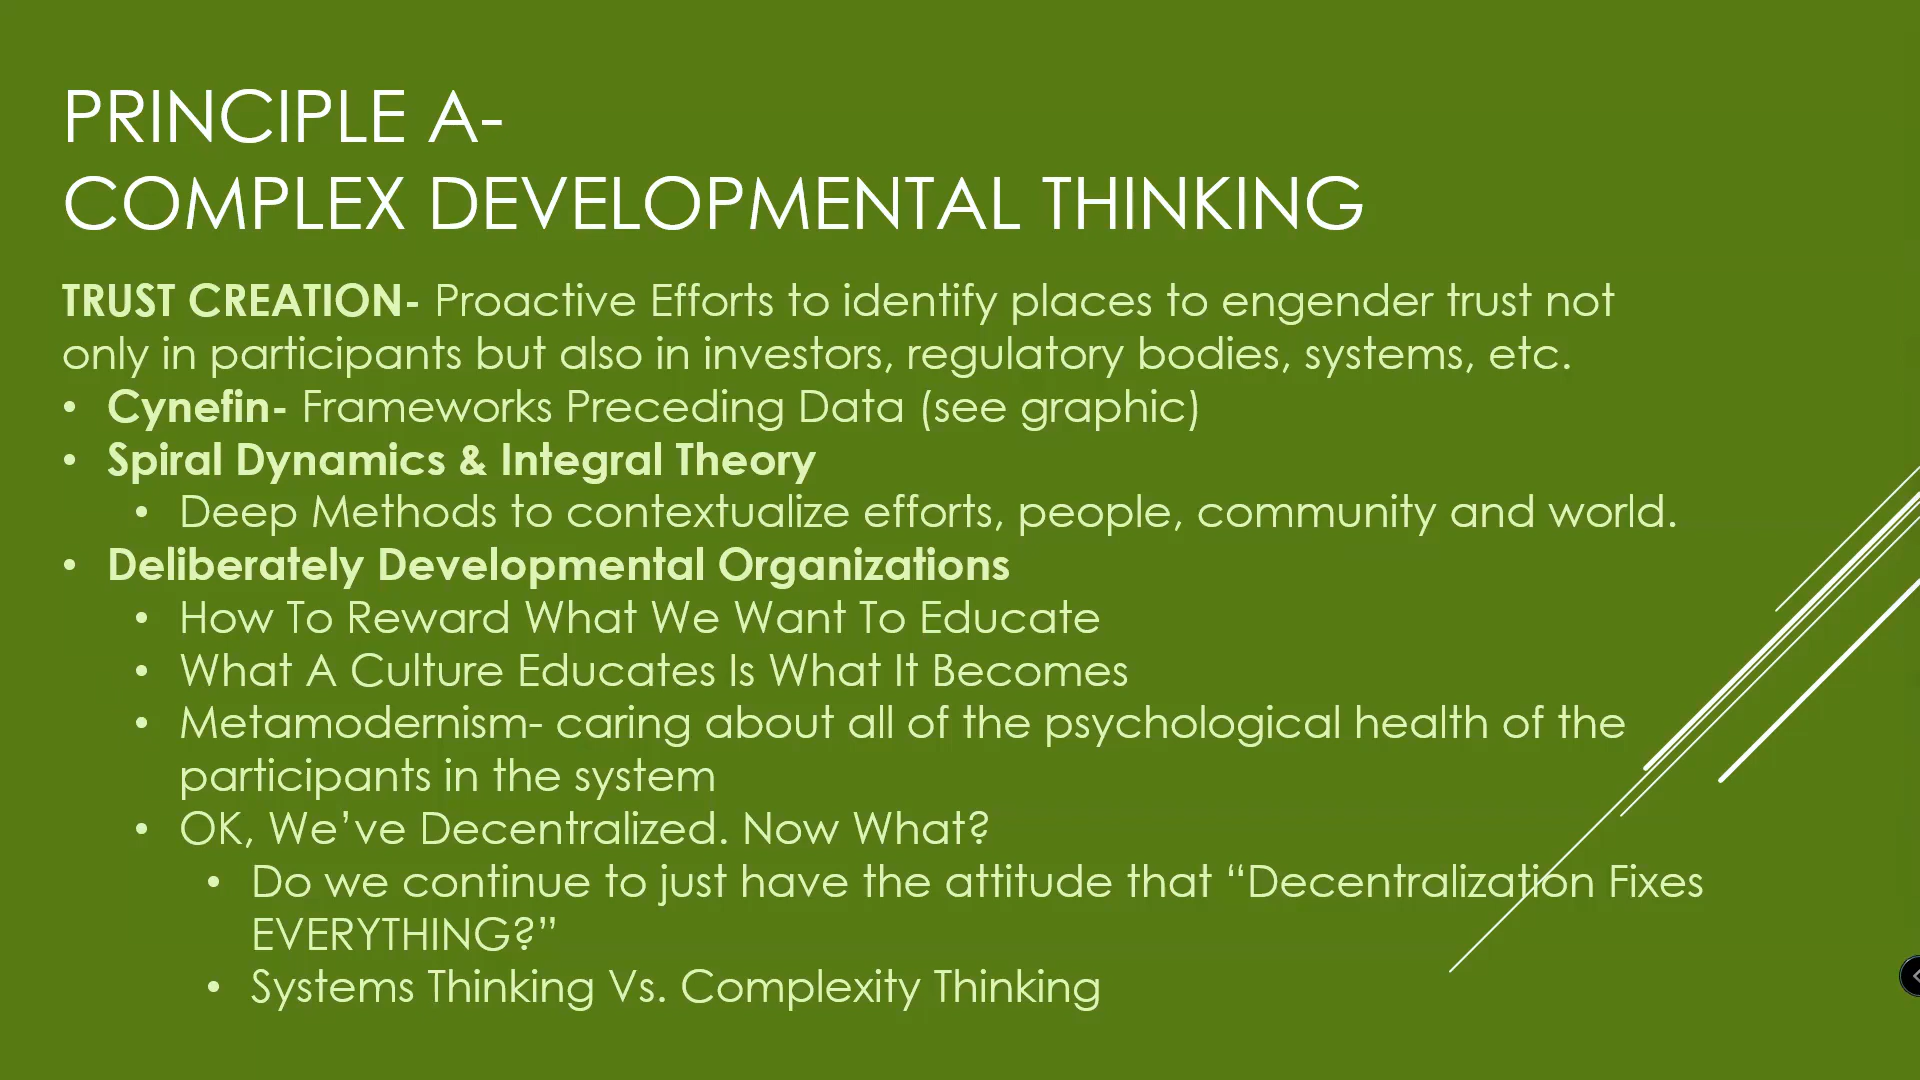 PRINCIPLE A-
COMPLEX DEVELOPMENTAL THINKING
TRUST CREATION- Proactive Efforts to identify places to engender trust not
only in participants but also in investors, regulatory bodies, systems, etc.
• Cynefin- Frameworks Preceding Data (see graphic)
• Spiral Dynamics & Integral Theory
• Deep Methods to contextualize efforts, people, community and world.
• Deliberately Developmental Organizations
• How To Reward What We Want To Educate
• What A Culture Educates Is What It Becomes
• Metamodernism- caring about all of the psychological health of the
participants in the system
• OK, We’ve Decentralized. Now What?
• Do we continue to just have the attitude that “Decentralization Fixes
EVERYTHING?”
• Systems Thinking Vs. Complexity Thinking